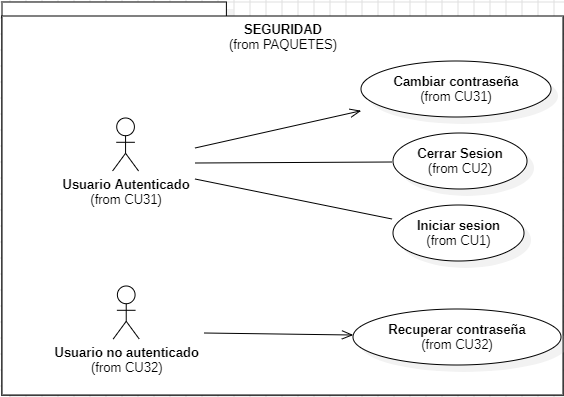 SEGURIDAD
(from PAQUETES)
Cambiar contraseña
(from CU31)
Cerrar Sesion
(from CU2)
Usuario Autenticado
(from CU31)
Iniciar sesion
(from CU1)
Recuperar contraseña
(from CU32)
Usuario no autenticado
(from CU32)